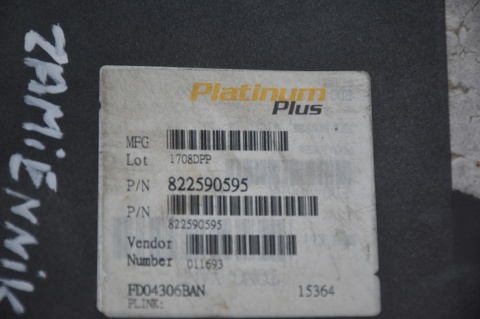 ZAMiENNiK
Platinum
Plus
MFG
Lot 1708DPP
P/N 822590595
P/N
822590595
Vendor
Number 011693
FD04306BAN 15364
PLINK: